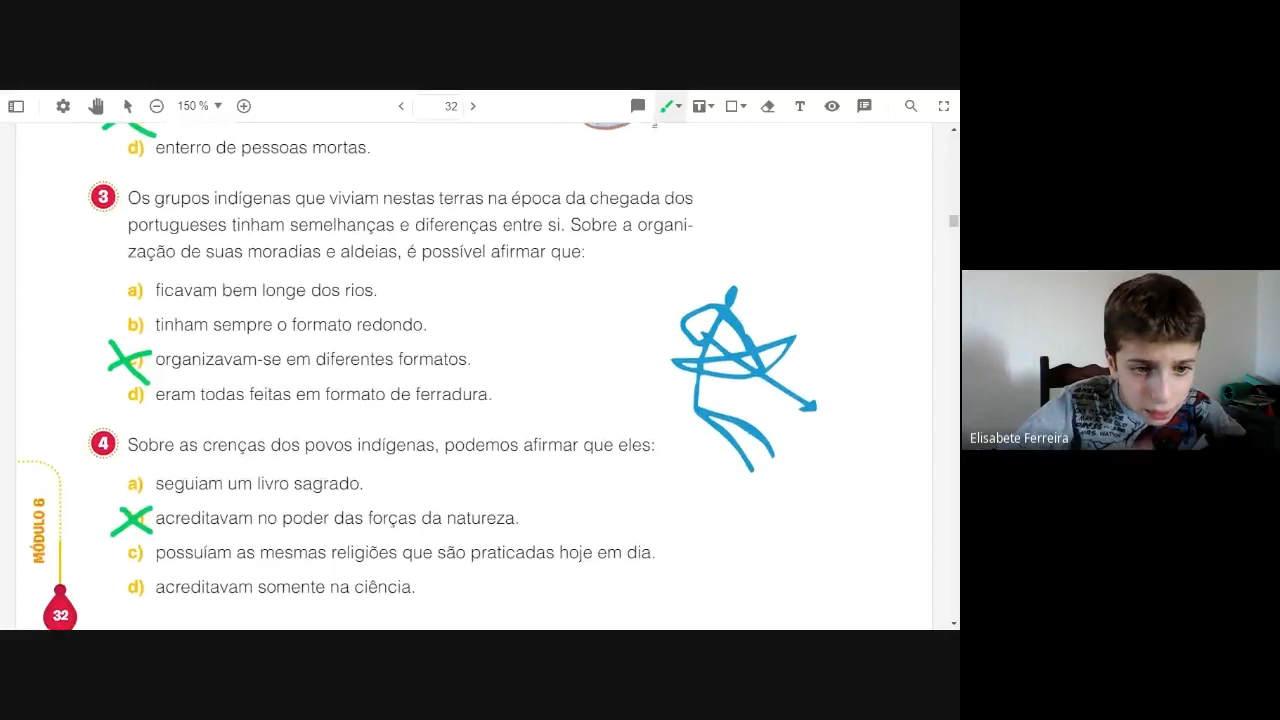 150 %
32
d) enterro de pessoas mortas.
3 Os grupos indígenas que viviam nestas terras na época da chegada dos
portugueses tinham semelhanças e diferenças entre si. Sobre a organi-
zação de suas moradias e aldeias, é possível afirmar que:
a) ficavam bem longe dos rios.
b) tinham sempre o formato redondo.
organizavam-se em diferentes formatos.
d) eram todas feitas em formato de ferradura.
4 Sobre as crenças dos povos indígenas, podemos afirmar que eles:
a) seguiam um livro sagrado.
acreditavam no poder das forças da natureza.
c) possuíam as mesmas religiões que são praticadas hoje em dia.
d) acreditavam somente na ciência.
MÓDULO 6
32
Elisabete Ferreira